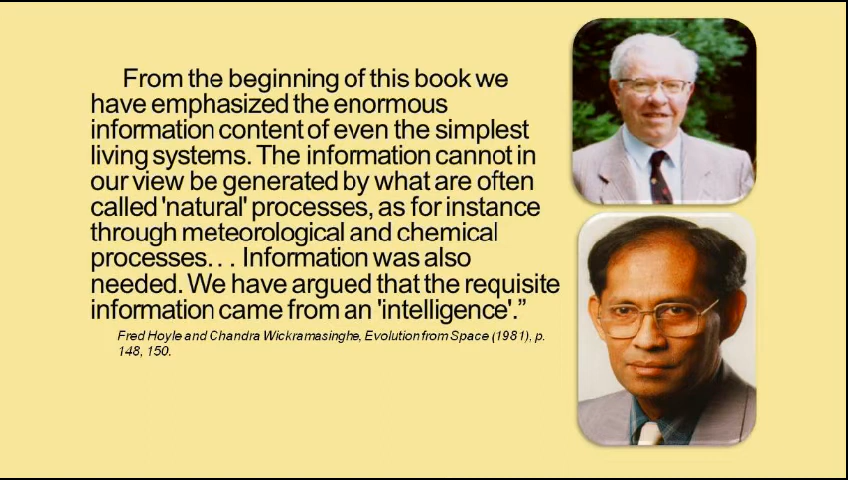 From the beginning of this book we
have emphasized the enormous
information content of even the simplest
living systems. The information cannot in
our view be generated by what are often
called 'natural' processes, as for instance
through meteorological and chemical
processes. . . Information was also
needed. We have argued that the requisite
information came from an 'intelligence'.”
Fred Hoyle and Chandra Wickramasinghe, Evolution from Space (1981), p.
148, 150.